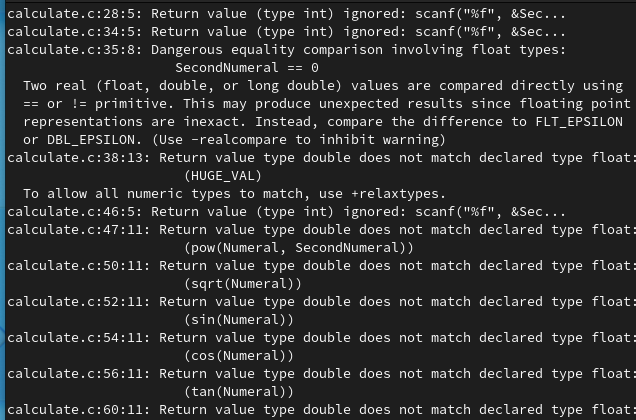 calculate.c:28:5: Return value (type int) ignored: scanf("%f", &Sec...
calculate.c:34:5: Return value (type int) ignored: scanf("%f", &Sec...
calculate.c:35:8: Dangerous equality comparison involving float types:
SecondNumeral == 0
Two real (float, double, or long double) values are compared directly using
== or != primitive. This may produce unexpected results since floating point
representations are inexact. Instead, compare the difference to FLT_EPSILON
or DBL_EPSILON. (Use -realcompare to inhibit warning)
calculate.c:38:13: Return value type double does not match declared type float:
(HUGE_VAL)
To allow all numeric types to match, use +relaxtypes.
calculate.c:46:5: Return value (type int) ignored: scanf("%f", &Sec...
calculate.c:47:11: Return value type double does not match declared type float:
(pow(Numeral, SecondNumeral))
calculate.c:50:11: Return value type double does not match declared type float:
(sqrt(Numeral))
calculate.c:52:11: Return value type double does not match declared type float:
(sin(Numeral))
calculate.c:54:11: Return value type double does not match declared type float:
(cos(Numeral))
calculate.c:56:11: Return value type double does not match declared type float:
(tan(Numeral))
calculate.c:60:11: Return value type double does not match declared type float: